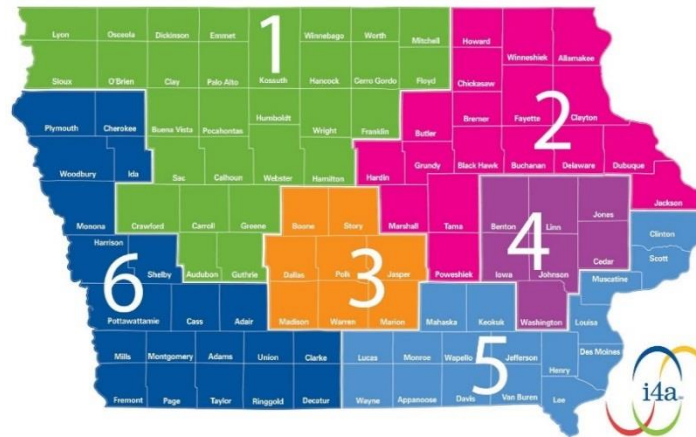 Lyon Osceola Dickinson Emmet Winnebago Worth Mitchell Howard Winneshiek Allamakee
1
Sioux O'Brien Clay Palo Alto Kossuth Hancock Cerro Gordo Floyd Chickasaw
Plymouth Cherokee Buena Vista Pocahontas Humboldt Wright Franklin Butler Bremer Fayette Clayton
2
Woodbury Ida Sac Calhoun Webster Hamilton Hardin Grundy Black Hawk Buchanan Delaware Dubuque
Monona Crawford Carroll Greene Boone Story Marshall Tama Benton Linn Jones Jackson
Clinton
4
Harrison Shelby Audubon Guthrie Dallas Polk Jasper Poweshiek Iowa Johnson Cedar Scott
6
3
Muscatine
Pottawattamie Cass Adair Madison Warren Marion Mahaska Keokuk Washington Louisa
Mills Montgomery Adams Union Clarke Lucas Monroe Wapello Jefferson Henry Des Moines
5
Fremont Page Taylor Ringgold Decatur Wayne Appanoose Davis Van Buren Lee
i4a